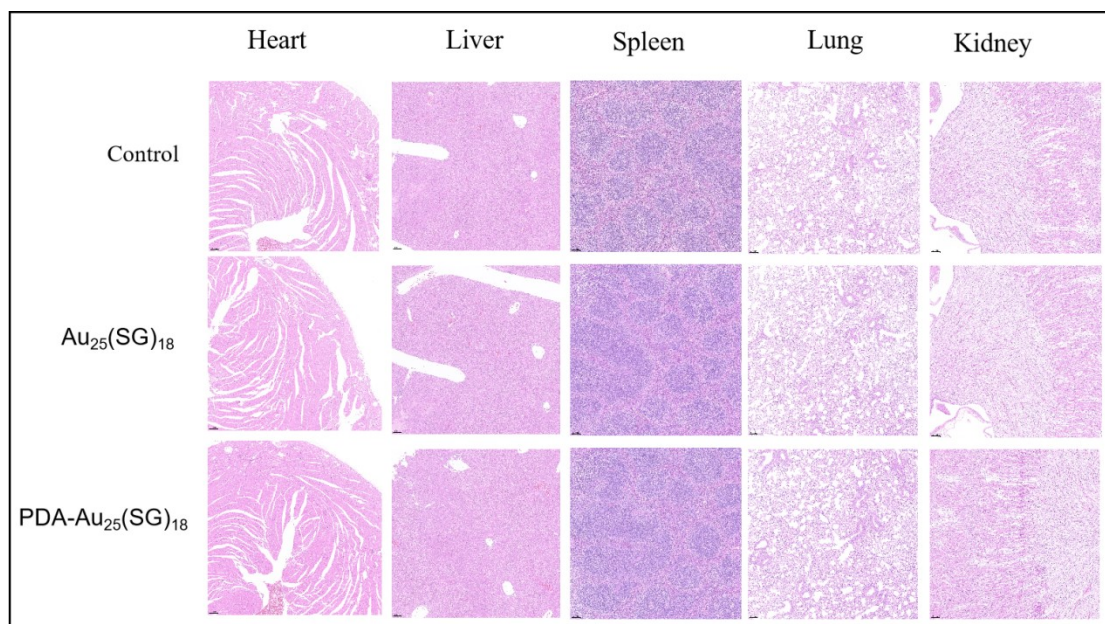 Heart Liver Spleen Lung Kidney
Control
Au₂₅(SG)₁₈
PDA-Au₂₅(SG)₁₈